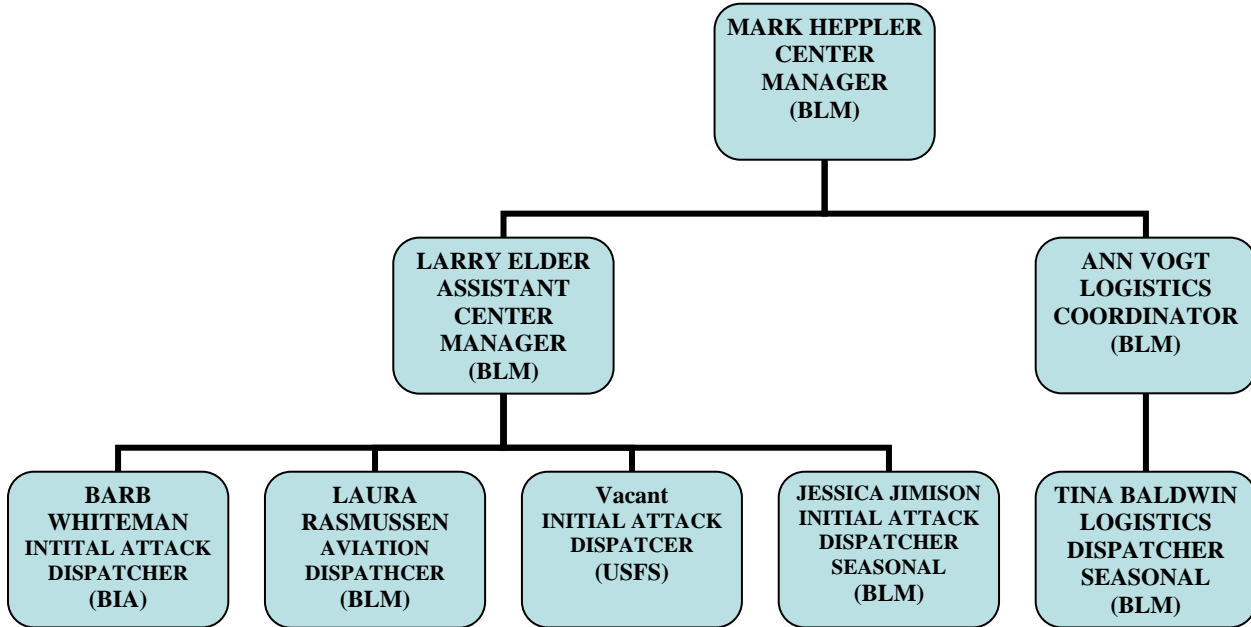 MARK HEPPLER
CENTER
MANAGER
(BLM)
LARRY ELDER
ASSISTANT
CENTER
MANAGER
(BLM)
ANN VOGT
LOGISTICS
COORDINATOR
(BLM)
BARB
WHITEMAN
INTITAL ATTACK
DISPATCHER
(BIA)
LAURA
RASMUSSEN
AVIATION
DISPATHCER
(BLM)
Vacant
INITIAL ATTACK
DISPATCER
(USFS)
JESSICA JIMISON
INITIAL ATTACK
DISPATCHER
SEASONAL
(BLM)
TINA BALDWIN
LOGISTICS
DISPATCHER
SEASONAL
(BLM)